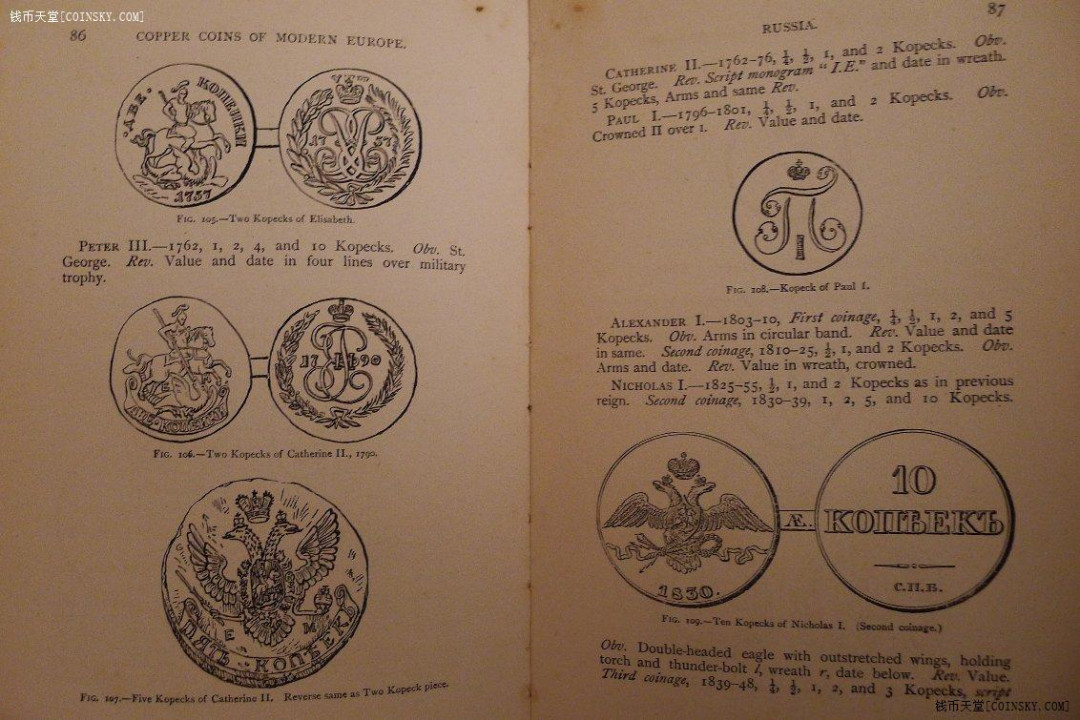 钱币天堂[COINSKY.COM]
86
COPPER COINS OF MODERN EUROPE.
·ДВЕ· КОПЕИКИ
1757
17 57
FIG. 105.—Two Kopecks of Elisabeth.
PETER III.—1762, 1, 2, 4, and 10 Kopecks. Obv. St.
George. Rev. Value and date in four lines over military
trophy.
ДВЕ·КОПЕИКИ
17 90
FIG. 106.—Two Kopecks of Catherine II., 1790.
E M
ПЯТЬ·КОПѢЕКЪ
FIG. 107.—Five Kopecks of Catherine II. Reverse same as Two Kopeck piece.
RUSSIA.
87
CATHERINE II.—1762-76, ¼, ½, 1, and 2 Kopecks. Obv.
St. George. Rev. Script monogram "I.E." and date in wreath.
5 Kopecks, Arms and same Rev.
PAUL I.—1796-1801, ¼, ½, 1, and 2 Kopecks. Obv.
Crowned П over I. Rev. Value and date.
FIG. 108.—Kopeck of Paul I.
ALEXANDER I.—1803-10, First coinage, ¼, ½, 1, 2, and 5
Kopecks. Obv. Arms in circular band. Rev. Value and date
in same. Second coinage, 1810-25, ½, 1, and 2 Kopecks. Obv.
Arms and date. Rev. Value in wreath, crowned.
NICHOLAS I.—1825-55, ½, 1, and 2 Kopecks as in previous
reign. Second coinage, 1830-39, 1, 2, 5, and 10 Kopecks.
1830.
Æ.
10
КОПѢЕКЪ
С.П.Б.
FIG. 109.—Ten Kopecks of Nicholas I. (Second coinage.)
Obv. Double-headed eagle with outstretched wings, holding
torch and thunder-bolt l, wreath r, date below. Rev. Value.
Third coinage, 1839-48, ¼, ½, 1, 2, and 3 Kopecks, script
钱币天堂[COINSKY.COM]